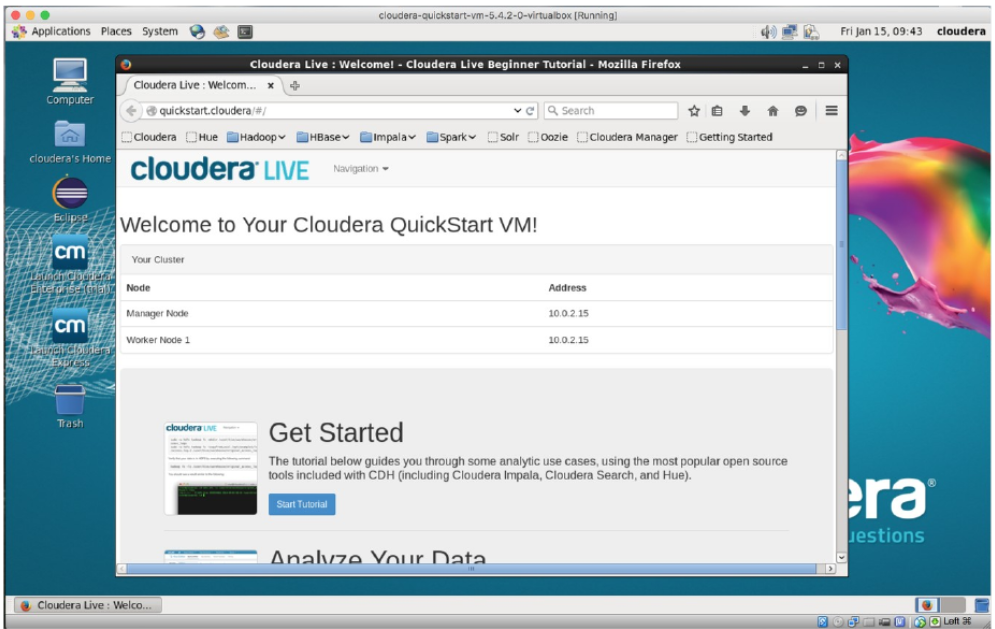 cloudera-quickstart-vm-5.4.2-0-virtualbox [Running]
Applications Places System Fri Jan 15, 09:43 cloudera
Computer
cloudera's Home
Eclipse
cm
Launch Cloudera
Enterprise (trial)
cm
Launch Cloudera
Express
Trash
Cloudera Live : Welcome! - Cloudera Live Beginner Tutorial - Mozilla Firefox
Cloudera Live : Welcom...
quickstart.cloudera/#/ Search
Cloudera Hue Hadoop HBase Impala Spark Solr Oozie Cloudera Manager Getting Started
cloudera LIVE Navigation
Welcome to Your Cloudera QuickStart VM!
Your Cluster
Node Address
Manager Node 10.0.2.15
Worker Node 1 10.0.2.15
cloudera LIVE
Get Started
The tutorial below guides you through some analytic use cases, using the most popular open source
tools included with CDH (including Cloudera Impala, Cloudera Search, and Hue).
Start Tutorial
Analyze Your Data
era®
uestions
Cloudera Live : Welco...
Left ⌘